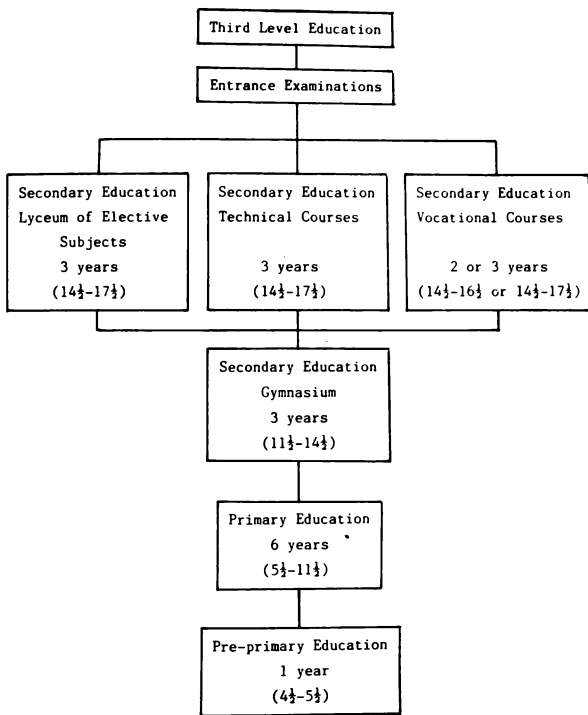 Third Level Education
Entrance Examinations
Secondary Education
Lyceum of Elective
Subjects
3 years
(14½-17½)
Secondary Education
Technical Courses
3 years
(14½-17½)
Secondary Education
Vocational Courses
2 or 3 years
(14½-16½ or 14½-17½)
Secondary Education
Gymnasium
3 years
(11½-14½)
Primary Education
6 years
(5½-11½)
Pre-primary Education
1 year
(4½-5½)